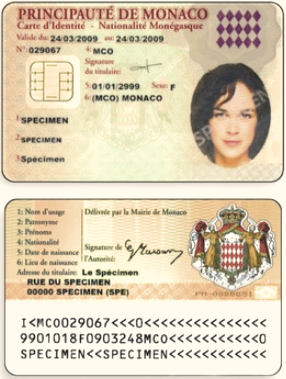 PRINCIPAUTÉ DE MONACO
Carte d'Identité - Nationalité Monégasque
Valide du: 24/03/2009 au: 24/03/2009
N°: 029067 4: MCO
Signature
du titulaire:
5: 01/01/1999 Sexe: F
6: (MCO) MONACO
1: SPECIMEN
2: SPECIMEN
3: Spécimen
SPECIMEN
1: Nom d'usage
2: Patronyme
3: Prénoms
4: Nationalité
5: Date de naissance
6: Lieu de naissance
Délivrée par la Mairie de Monaco
Signature de
l'Autorité:
Adresse du titulaire: Le Spécimen
RUE DU SPECIMEN
00000 SPECIMEN (SPE)
I<MCO029067<<<0<<<<<<<<<<<<<<<
9901018F0903248MCO<<<<<<<<<<<0
SPECIMEN<<SPECIMEN<<<<<<<<<<<<